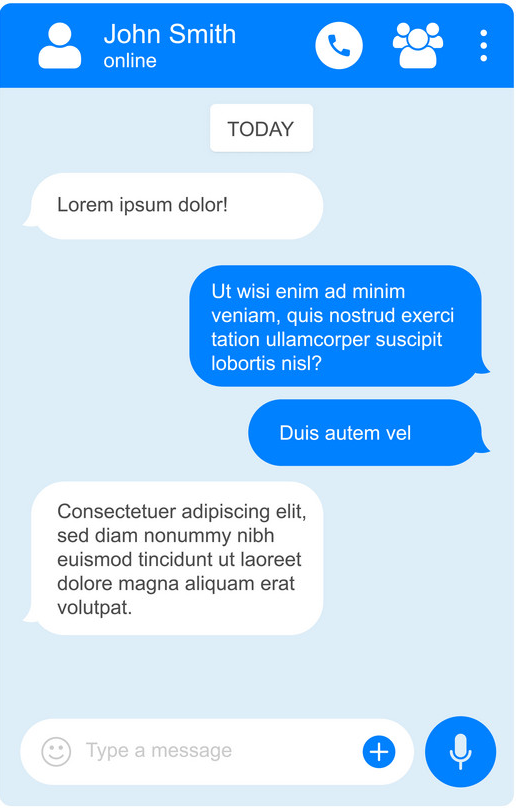 John Smith
online
TODAY
Lorem ipsum dolor!
Ut wisi enim ad minim
veniam, quis nostrud exerci
tation ullamcorper suscipit
lobortis nisl?
Duis autem vel
Consectetuer adipiscing elit,
sed diam nonummy nibh
euismod tincidunt ut laoreet
dolore magna aliquam erat
volutpat.
Type a message